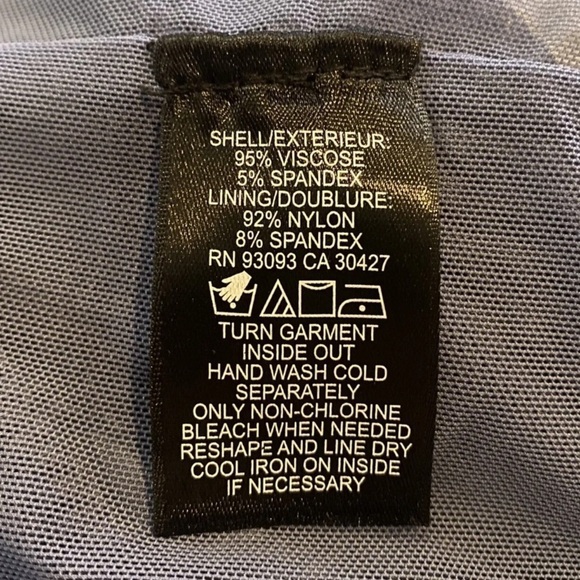 SHELL/EXTERIEUR:
95% VISCOSE
5% SPANDEX
LINING/DOUBLURE:
92% NYLON
8% SPANDEX
RN 93093 CA 30427
TURN GARMENT
INSIDE OUT
HAND WASH COLD
SEPARATELY
ONLY NON-CHLORINE
BLEACH WHEN NEEDED
RESHAPE AND LINE DRY
COOL IRON ON INSIDE
IF NECESSARY